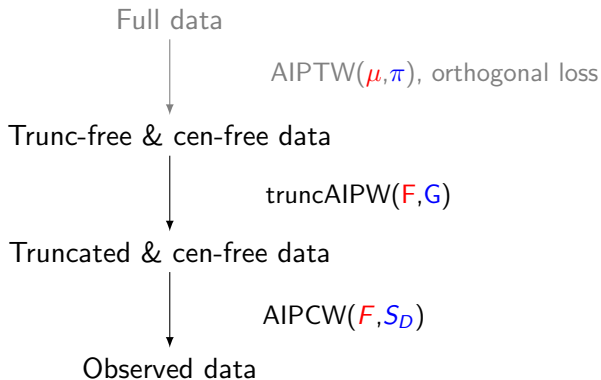 Full data
AIPTW(μ,π), orthogonal loss
Trunc-free & cen-free data
truncAIPW(F,G)
Truncated & cen-free data
AIPCW(F,S_D)
Observed data